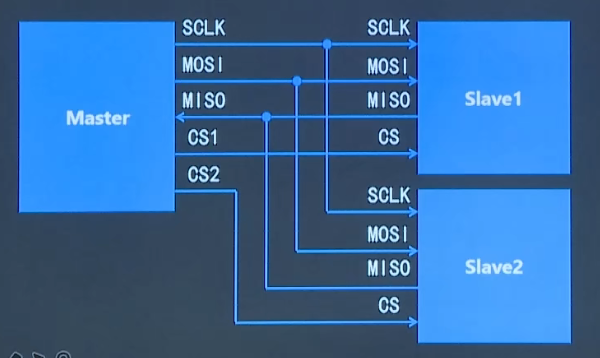 SCLK SCLK
MOSI MOSI
MISO MISO
Master Slave1
CS1 CS
CS2
SCLK
MOSI
MISO
Slave2
CS